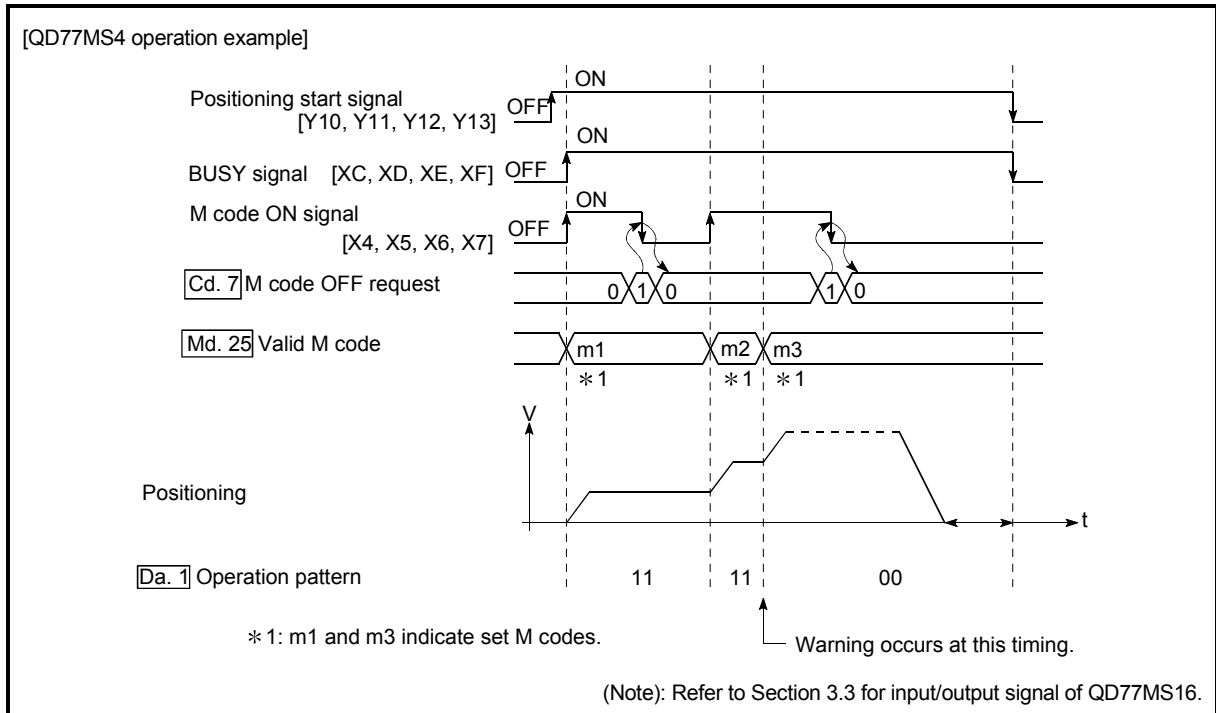 [QD77MS4 operation example]
ON
Positioning start signal
OFF
[Y10, Y11, Y12, Y13]
ON
BUSY signal [XC, XD, XE, XF]
OFF
ON
M code ON signal
OFF
[X4, X5, X6, X7]
Cd. 7 M code OFF request
0 1 0
1 0
Md. 25 Valid M code
m1 m2 m3
*1 *1 *1
V
Positioning
t
Da. 1 Operation pattern
11 11 00
*1: m1 and m3 indicate set M codes.
Warning occurs at this timing.
(Note): Refer to Section 3.3 for input/output signal of QD77MS16.